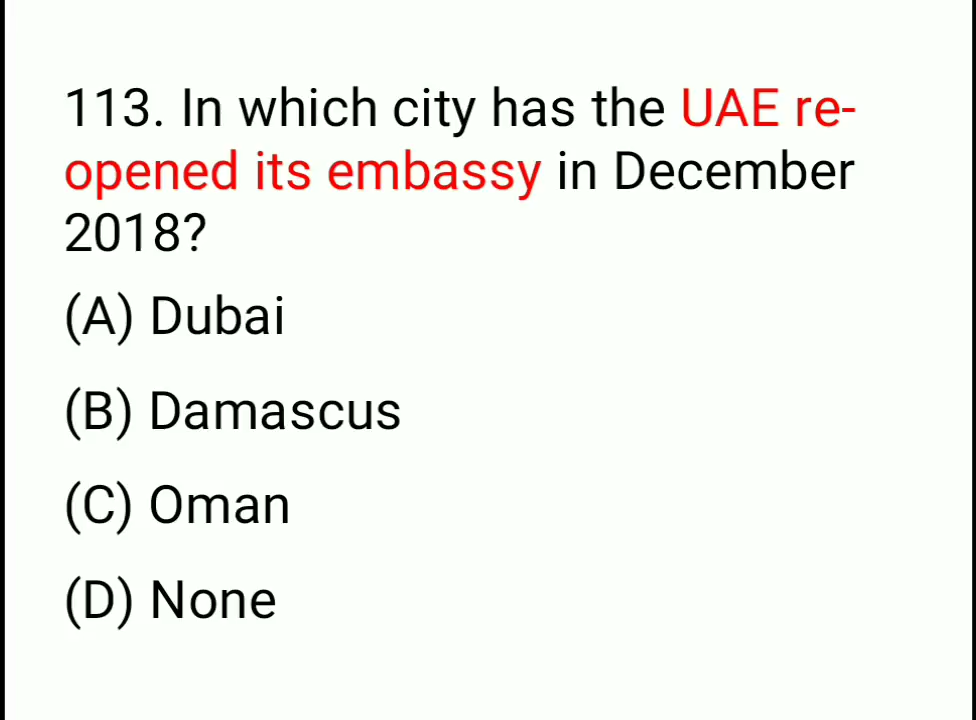 113. In which city has the UAE re-
opened its embassy in December
2018?
(A) Dubai
(B) Damascus
(C) Oman
(D) None